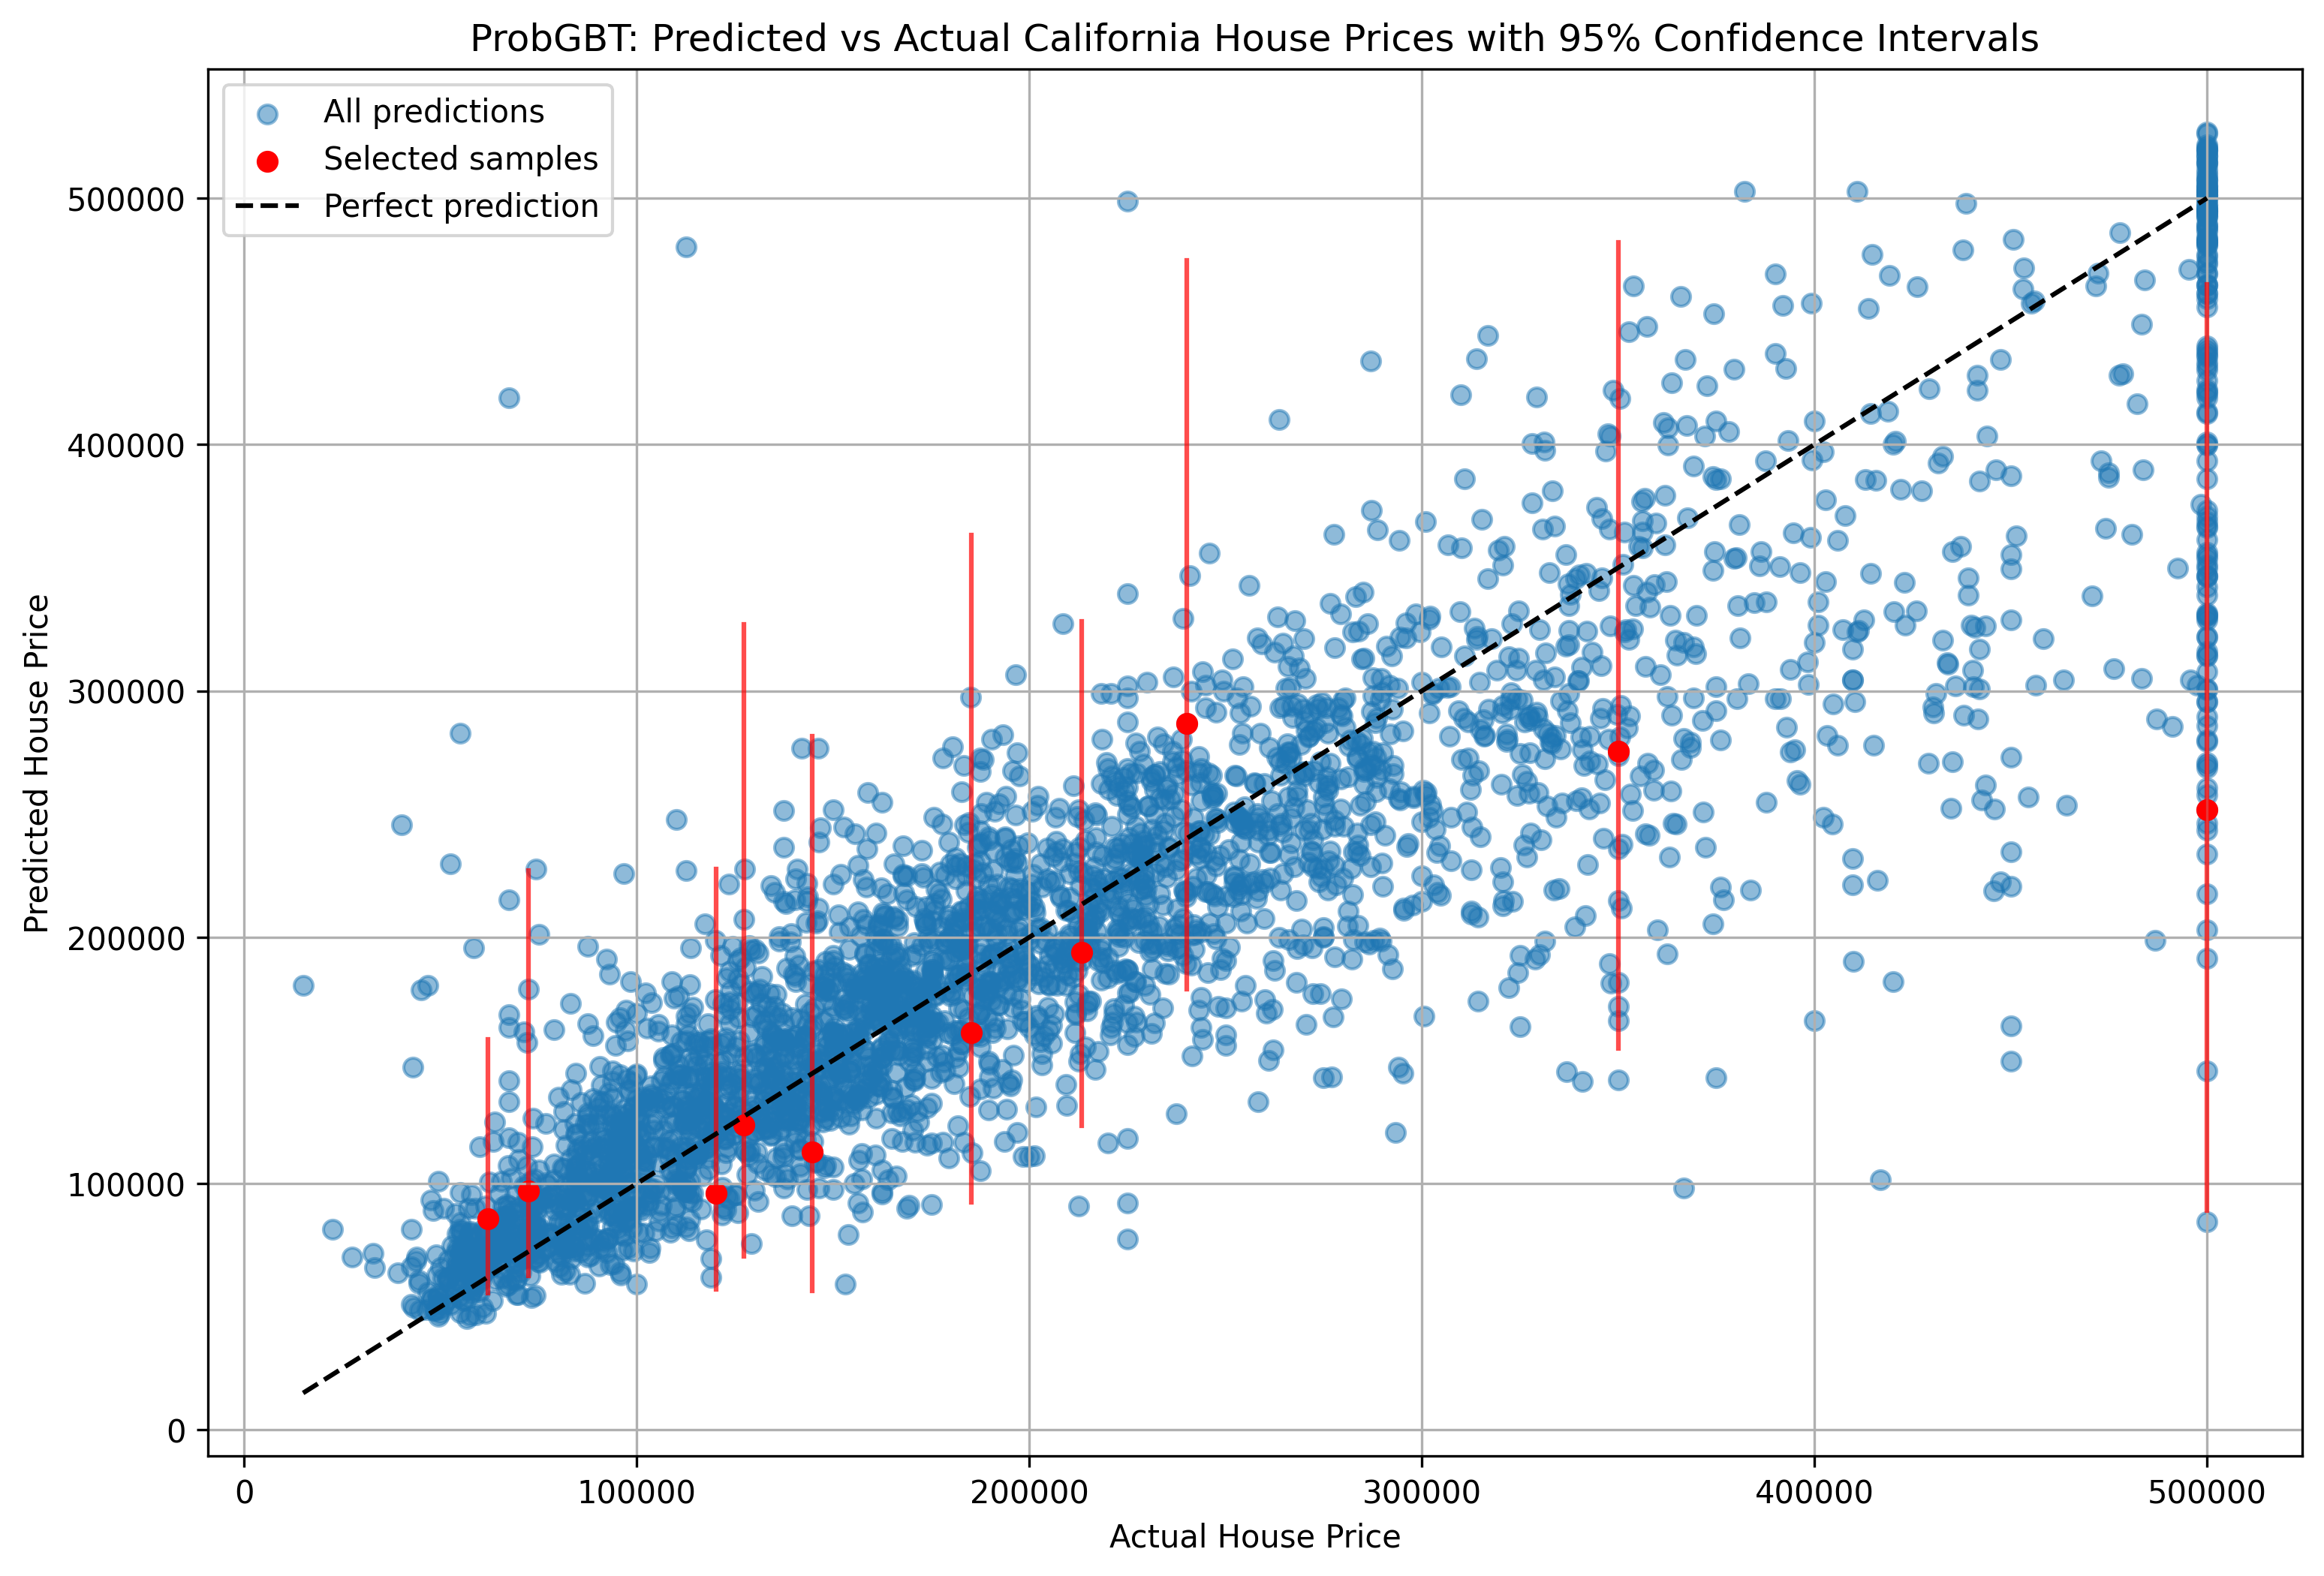 ProbGBT: Predicted vs Actual California House Prices with 95% Confidence Intervals
All predictions
Selected samples
Perfect prediction
Predicted House Price
500000
400000
300000
200000
100000
0
0 100000 200000 300000 400000 500000
Actual House Price